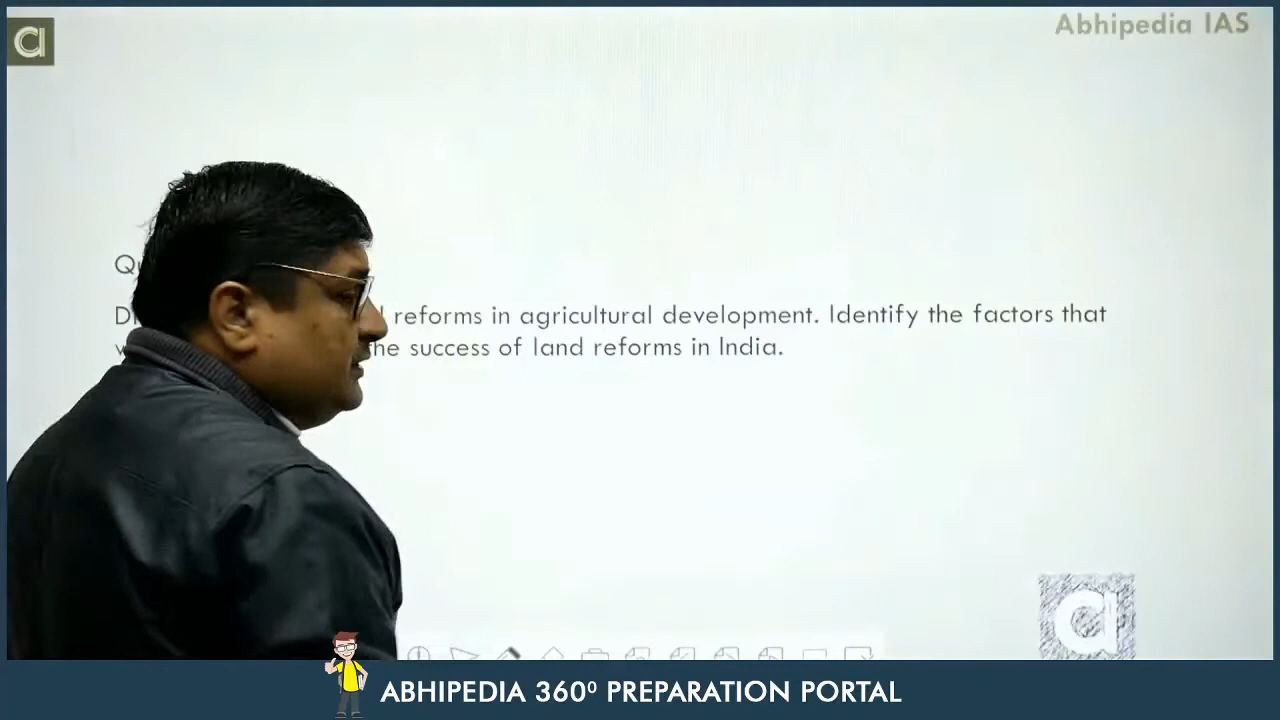 Abhipedia IAS
reforms in agricultural development. Identify the factors that
the success of land reforms in India.
ABHIPEDIA 360⁰ PREPARATION PORTAL